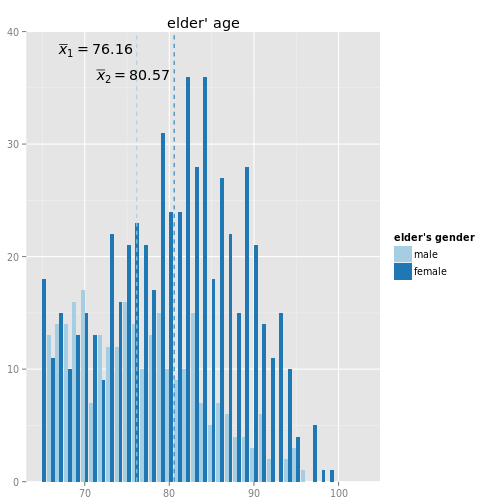 elder' age
40
x̅₁ = 76.16
x̅₂ = 80.57
30
20
10
0
70 80 90 100
elder's gender
male
female